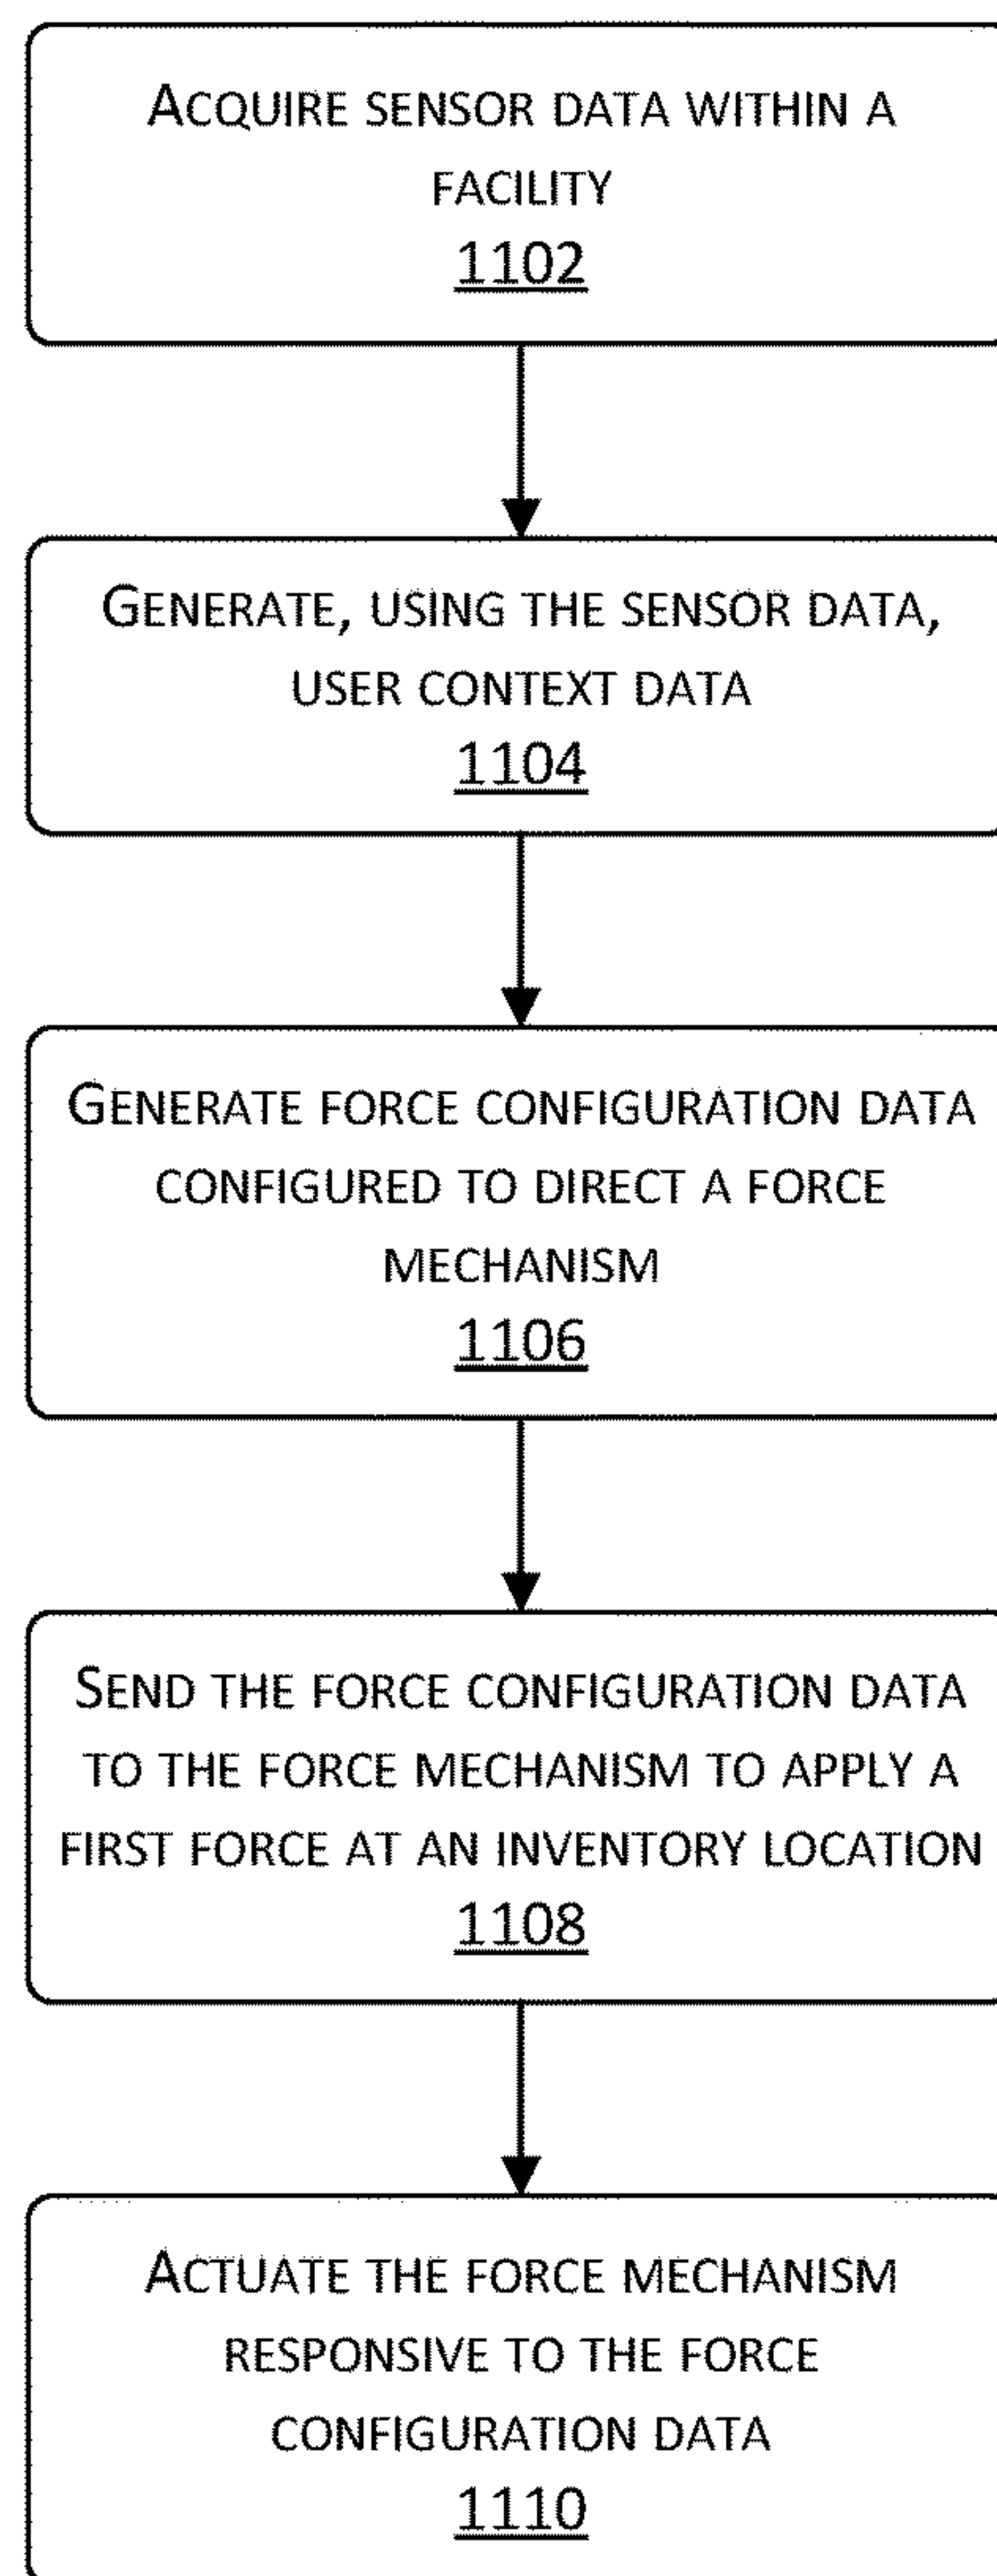 ACQUIRE SENSOR DATA WITHIN A
FACILITY
1102
GENERATE, USING THE SENSOR DATA,
USER CONTEXT DATA
1104
GENERATE FORCE CONFIGURATION DATA
CONFIGURED TO DIRECT A FORCE
MECHANISM
1106
SEND THE FORCE CONFIGURATION DATA
TO THE FORCE MECHANISM TO APPLY A
FIRST FORCE AT AN INVENTORY LOCATION
1108
ACTUATE THE FORCE MECHANISM
RESPONSIVE TO THE FORCE
CONFIGURATION DATA
1110